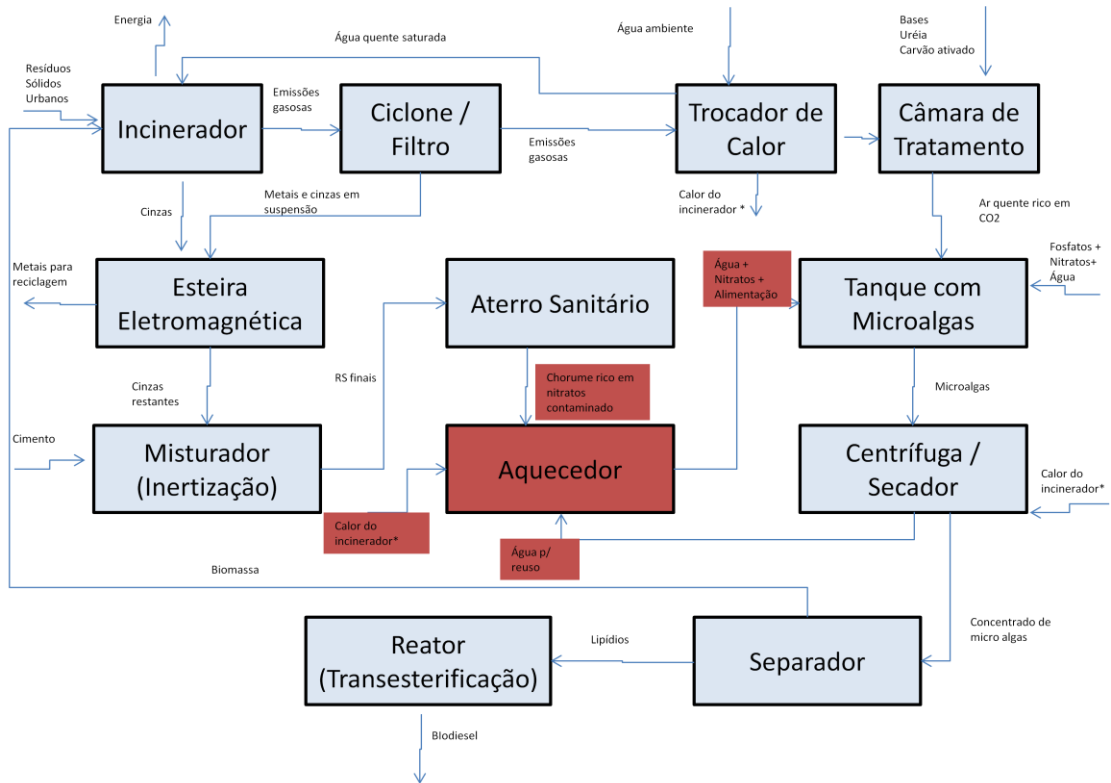 Energia
Água quente saturada
Água ambiente
Bases
Uréia
Carvão ativado
Resíduos
Sólidos
Urbanos
Incinerador
Emissões
gasosas
Ciclone /
Filtro
Emissões
gasosas
Trocador de
Calor
Câmara de
Tratamento
Cinzas
Metais e cinzas em
suspensão
Calor do
incinerador *
Ar quente rico em
CO2
Metais para
reciclagem
Esteira
Eletromagnética
Aterro Sanitário
Água +
Nitratos +
Alimentação
Tanque com
Microalgas
Fosfatos +
Nitratos+
Água
Cinzas
restantes
RS finais
Chorume rico em
nitratos
contaminado
Microalgas
Cimento
Misturador
(Inertização)
Aquecedor
Centrífuga /
Secador
Calor do
incinerador*
Calor do
incinerador*
Água p/
reuso
Biomassa
Concentrado de
micro algas
Reator
(Transesterificação)
Lipídios
Separador
BIodiesel